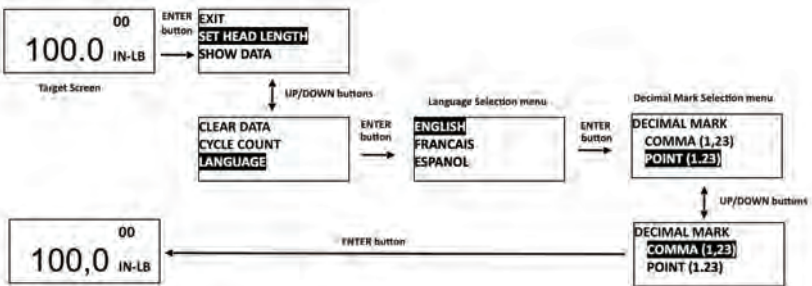 00
100.0 IN-LB
Target Screen
ENTER
button
EXIT
SET HEAD LENGTH
SHOW DATA
UP/DOWN buttons
CLEAR DATA
CYCLE COUNT
LANGUAGE
ENTER
button
Language Selection menu
ENGLISH
FRANCAIS
ESPANOL
ENTER
button
Decimal Mark Selection menu
DECIMAL MARK
COMMA (1,23)
POINT (1.23)
UP/DOWN buttons
DECIMAL MARK
COMMA (1,23)
POINT (1.23)
ENTER button
00
100,0 IN-LB